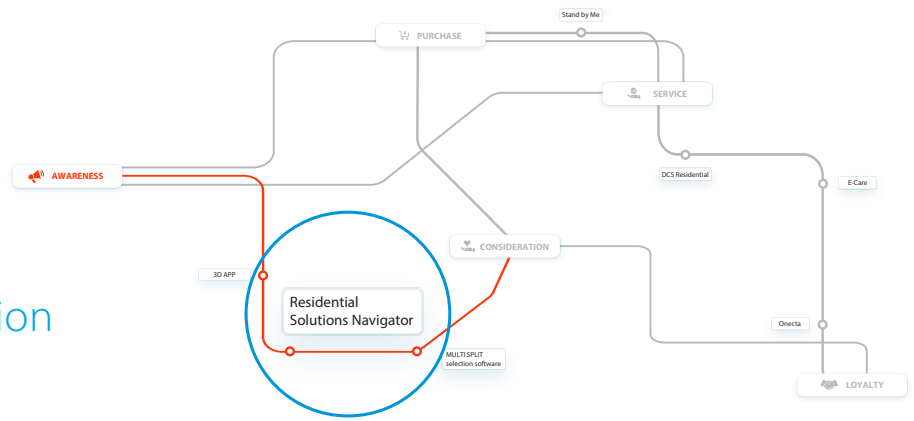 Stand by Me
PURCHASE
SERVICE
AWARENESS
DCS Residential
E-Care
CONSIDERATION
3D APP
Residential
Solutions Navigator
ion
Onecta
MULTI SPLIT
selection software
LOYALTY